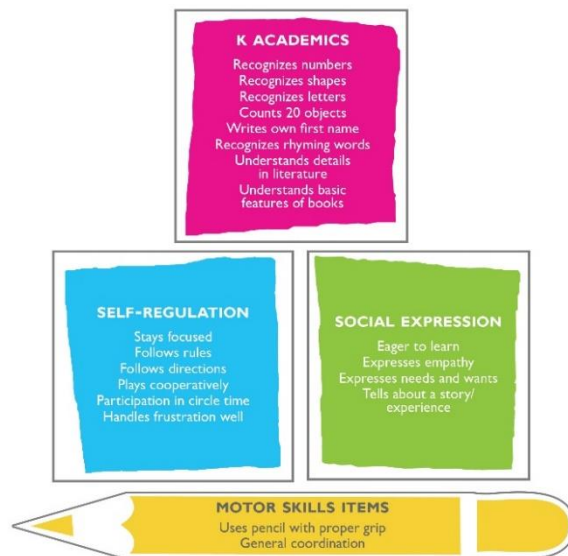 K ACADEMICS
Recognizes numbers
Recognizes shapes
Recognizes letters
Counts 20 objects
Writes own first name
Recognizes rhyming words
Understands details
in literature
Understands basic
features of books
SELF-REGULATION
Stays focused
Follows rules
Follows directions
Plays cooperatively
Participation in circle time
Handles frustration well
SOCIAL EXPRESSION
Eager to learn
Expresses empathy
Expresses needs and wants
Tells about a story/
experience
MOTOR SKILLS ITEMS
Uses pencil with proper grip
General coordination